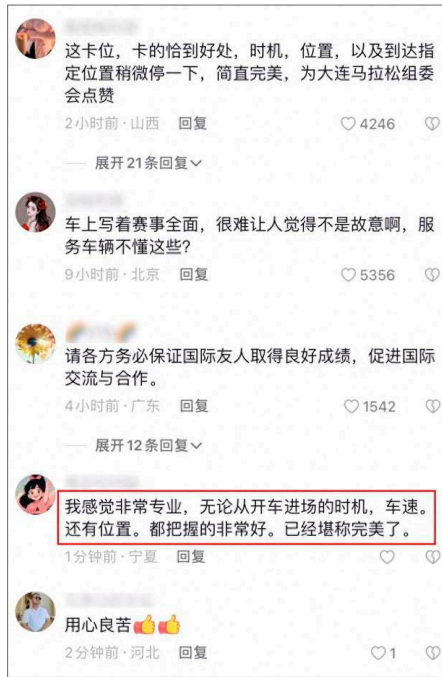 这卡位，卡的恰到好处，时机，位置，以及到达指
定位置稍微停一下，简直完美，为大连马拉松组委
会点赞
2小时前·山西 回复 4246
展开21条回复
车上写着赛事全面，很难让人觉得不是故意啊，服
务车辆不懂这些?
9小时前·北京 回复 5356
请各方务必保证国际友人取得良好成绩，促进国际
交流与合作。
4小时前·广东 回复 1542
展开12条回复
我感觉非常专业，无论从开车进场的时机，车速。
还有位置。都把握的非常好。已经堪称完美了。
1分钟前·宁夏 回复
用心良苦👍👍
2分钟前·河北 回复 1